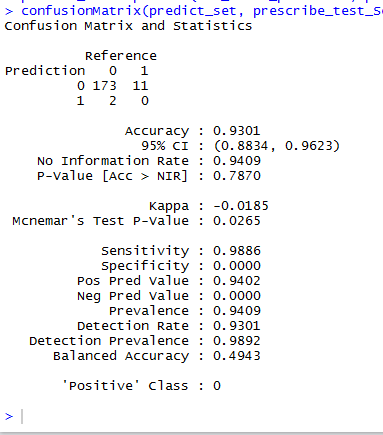 > confusionMatrix(predict_set, prescribe_test_S
Confusion Matrix and Statistics
Reference
Prediction 0 1
0 173 11
1 2 0
Accuracy : 0.9301
95% CI : (0.8834, 0.9623)
No Information Rate : 0.9409
P-Value [Acc > NIR] : 0.7870
Kappa : -0.0185
Mcnemar's Test P-Value : 0.0265
Sensitivity : 0.9886
Specificity : 0.0000
Pos Pred Value : 0.9402
Neg Pred Value : 0.0000
Prevalence : 0.9409
Detection Rate : 0.9301
Detection Prevalence : 0.9892
Balanced Accuracy : 0.4943
'Positive' Class : 0
>